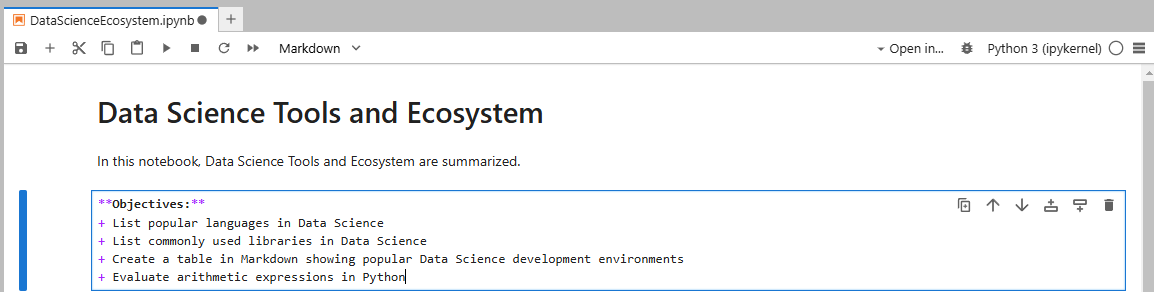 DataScienceEcosystem.ipynb
Markdown
Open in...
Python 3 (ipykernel)
Data Science Tools and Ecosystem
In this notebook, Data Science Tools and Ecosystem are summarized.
**Objectives:**
+ List popular languages in Data Science
+ List commonly used libraries in Data Science
+ Create a table in Markdown showing popular Data Science development environments
+ Evaluate arithmetic expressions in Python